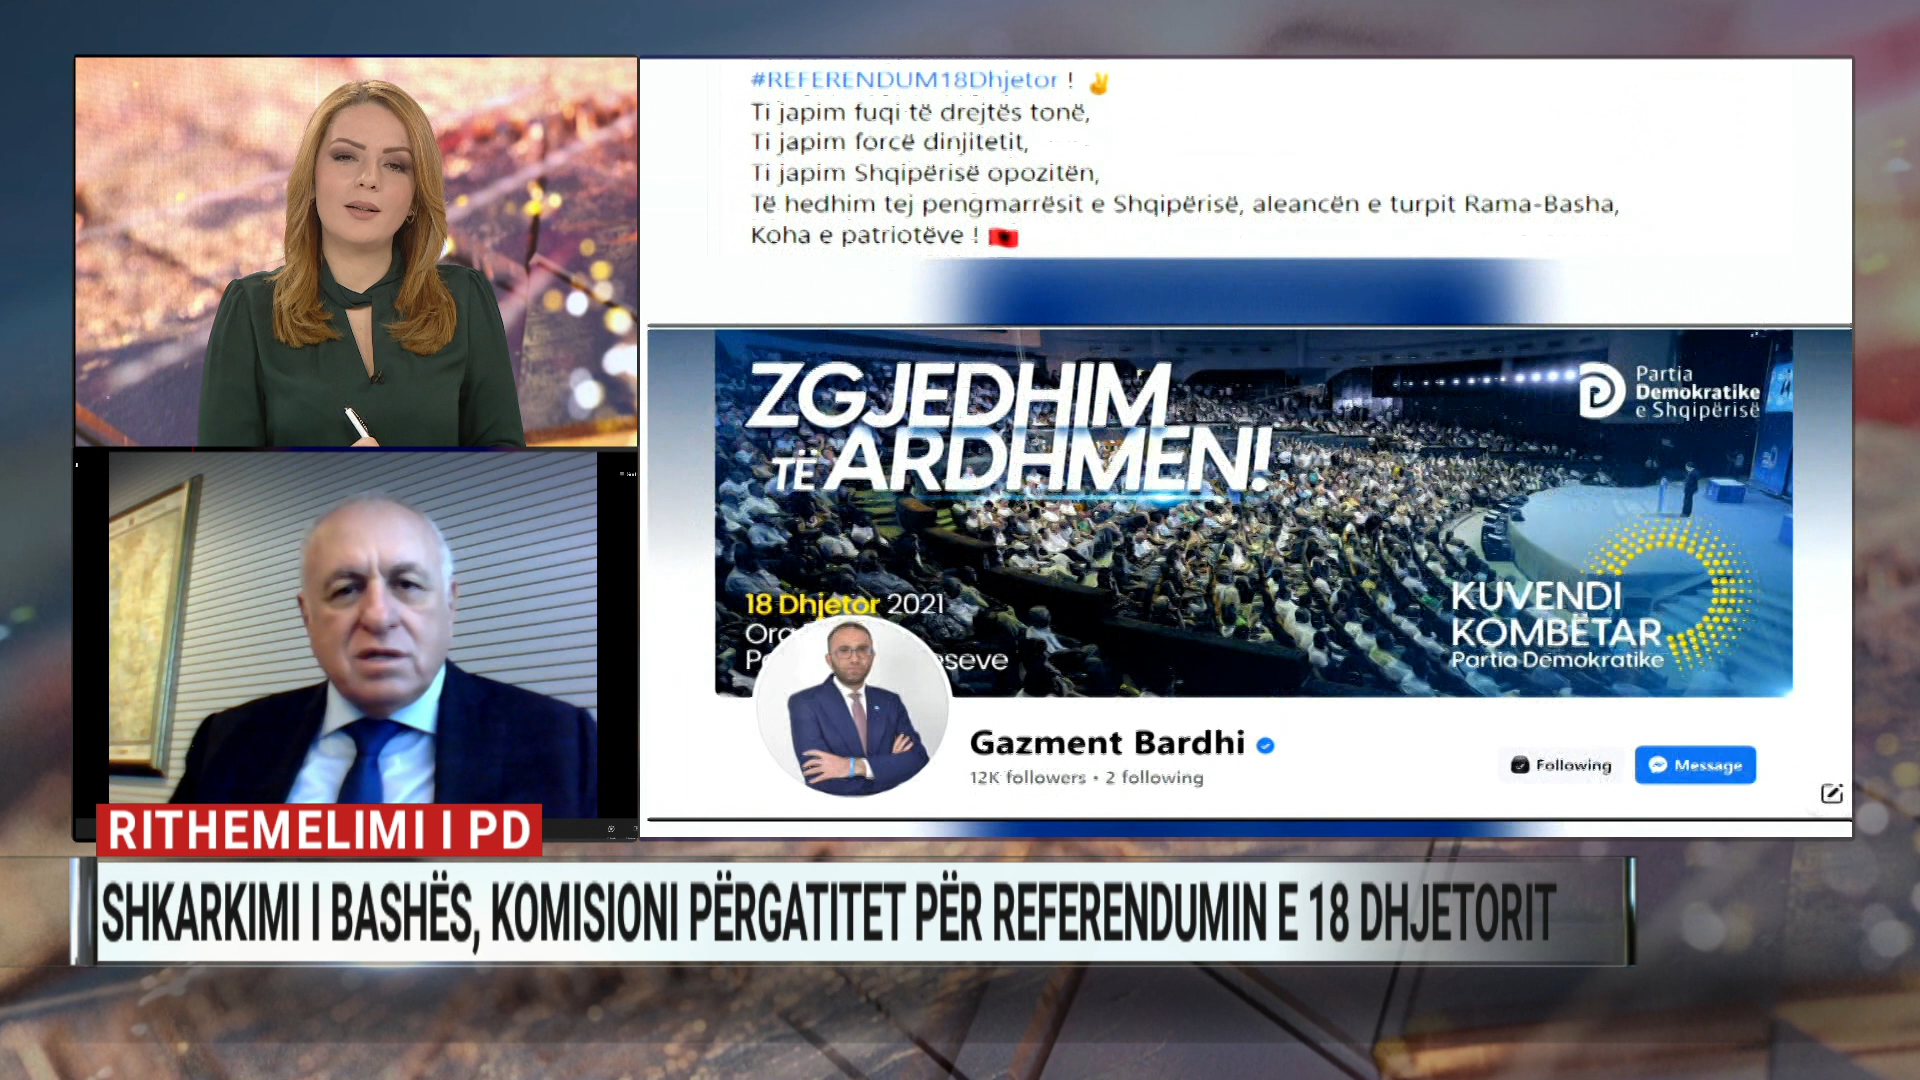 #REFERENDUM18Dhjetor !
Ti japim fuqi të drejtës tonë,
Ti japim forcë dinjitetit,
Ti japim Shqipërisë opozitën,
Të hedhim tej pengmarrësit e Shqipërisë, aleancën e turpit Rama-Basha,
Koha e patriotëve !
ZGJEDHIM
TË ARDHMEN!
Partia
Demokratike
e Shqipërisë
18 Dhjetor 2021
KUVENDI
KOMBËTAR
Partia Demokratike
Gazment Bardhi
12K followers • 2 following
Following
Message
RITHEMELIMI I PD
SHKARKIMI I BASHËS, KOMISIONI PËRGATITET PËR REFERENDUMIN E 18 DHJETORIT